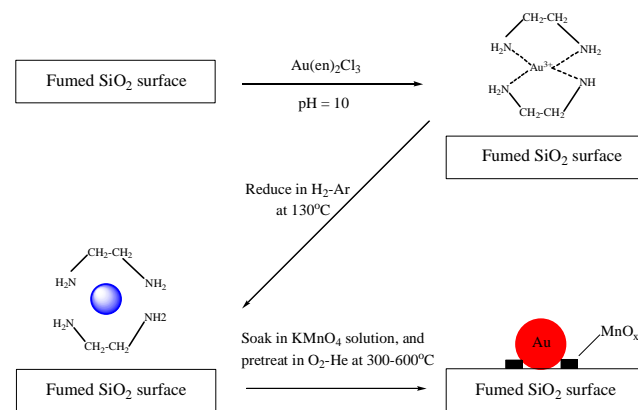 Fumed SiO2 surface
Au(en)2Cl3
pH = 10
CH2-CH2
H2N
NH2
Au3+
H2N
NH
CH2-CH2
Fumed SiO2 surface
Reduce in H2-Ar
at 130°C
CH2-CH2
H2N
NH2
H2N
NH2
CH2-CH2
Fumed SiO2 surface
Soak in KMnO4 solution, and
pretreat in O2-He at 300-600°C
Au
MnOx
Fumed SiO2 surface